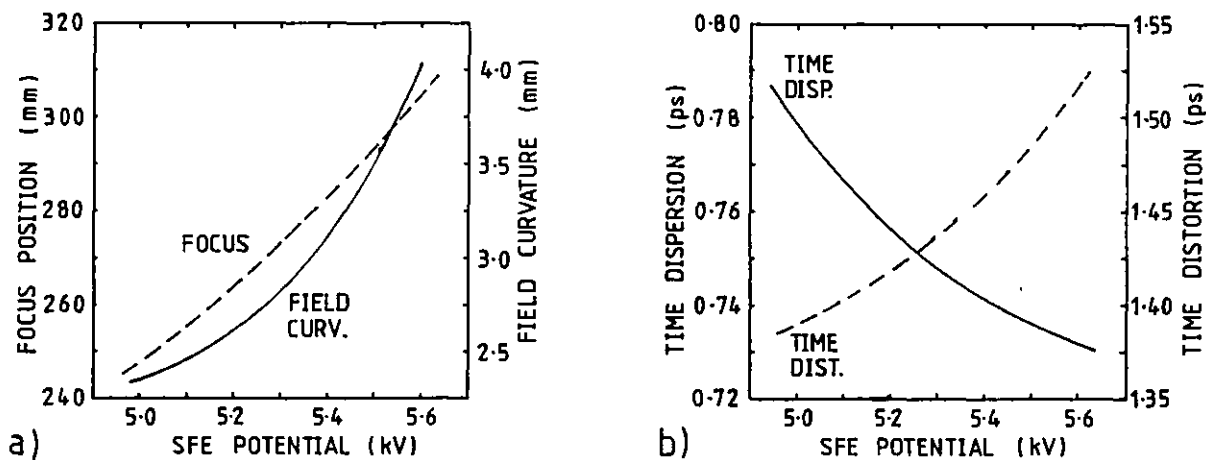 320
300
280
260
240
FOCUS POSITION (mm)
4·0
3·5
3·0
2·5
FIELD CURVATURE (mm)
FOCUS
FIELD
CURV.
5·0 5·2 5·4 5·6
SFE POTENTIAL (kV)
a)
0·80
0·78
0·76
0·74
0·72
TIME DISPERSION (ps)
1·55
1·50
1·45
1·40
1·35
TIME DISTORTION (ps)
TIME
DISP.
TIME
DIST.
5·0 5·2 5·4 5·6
SFE POTENTIAL (kV)
b)